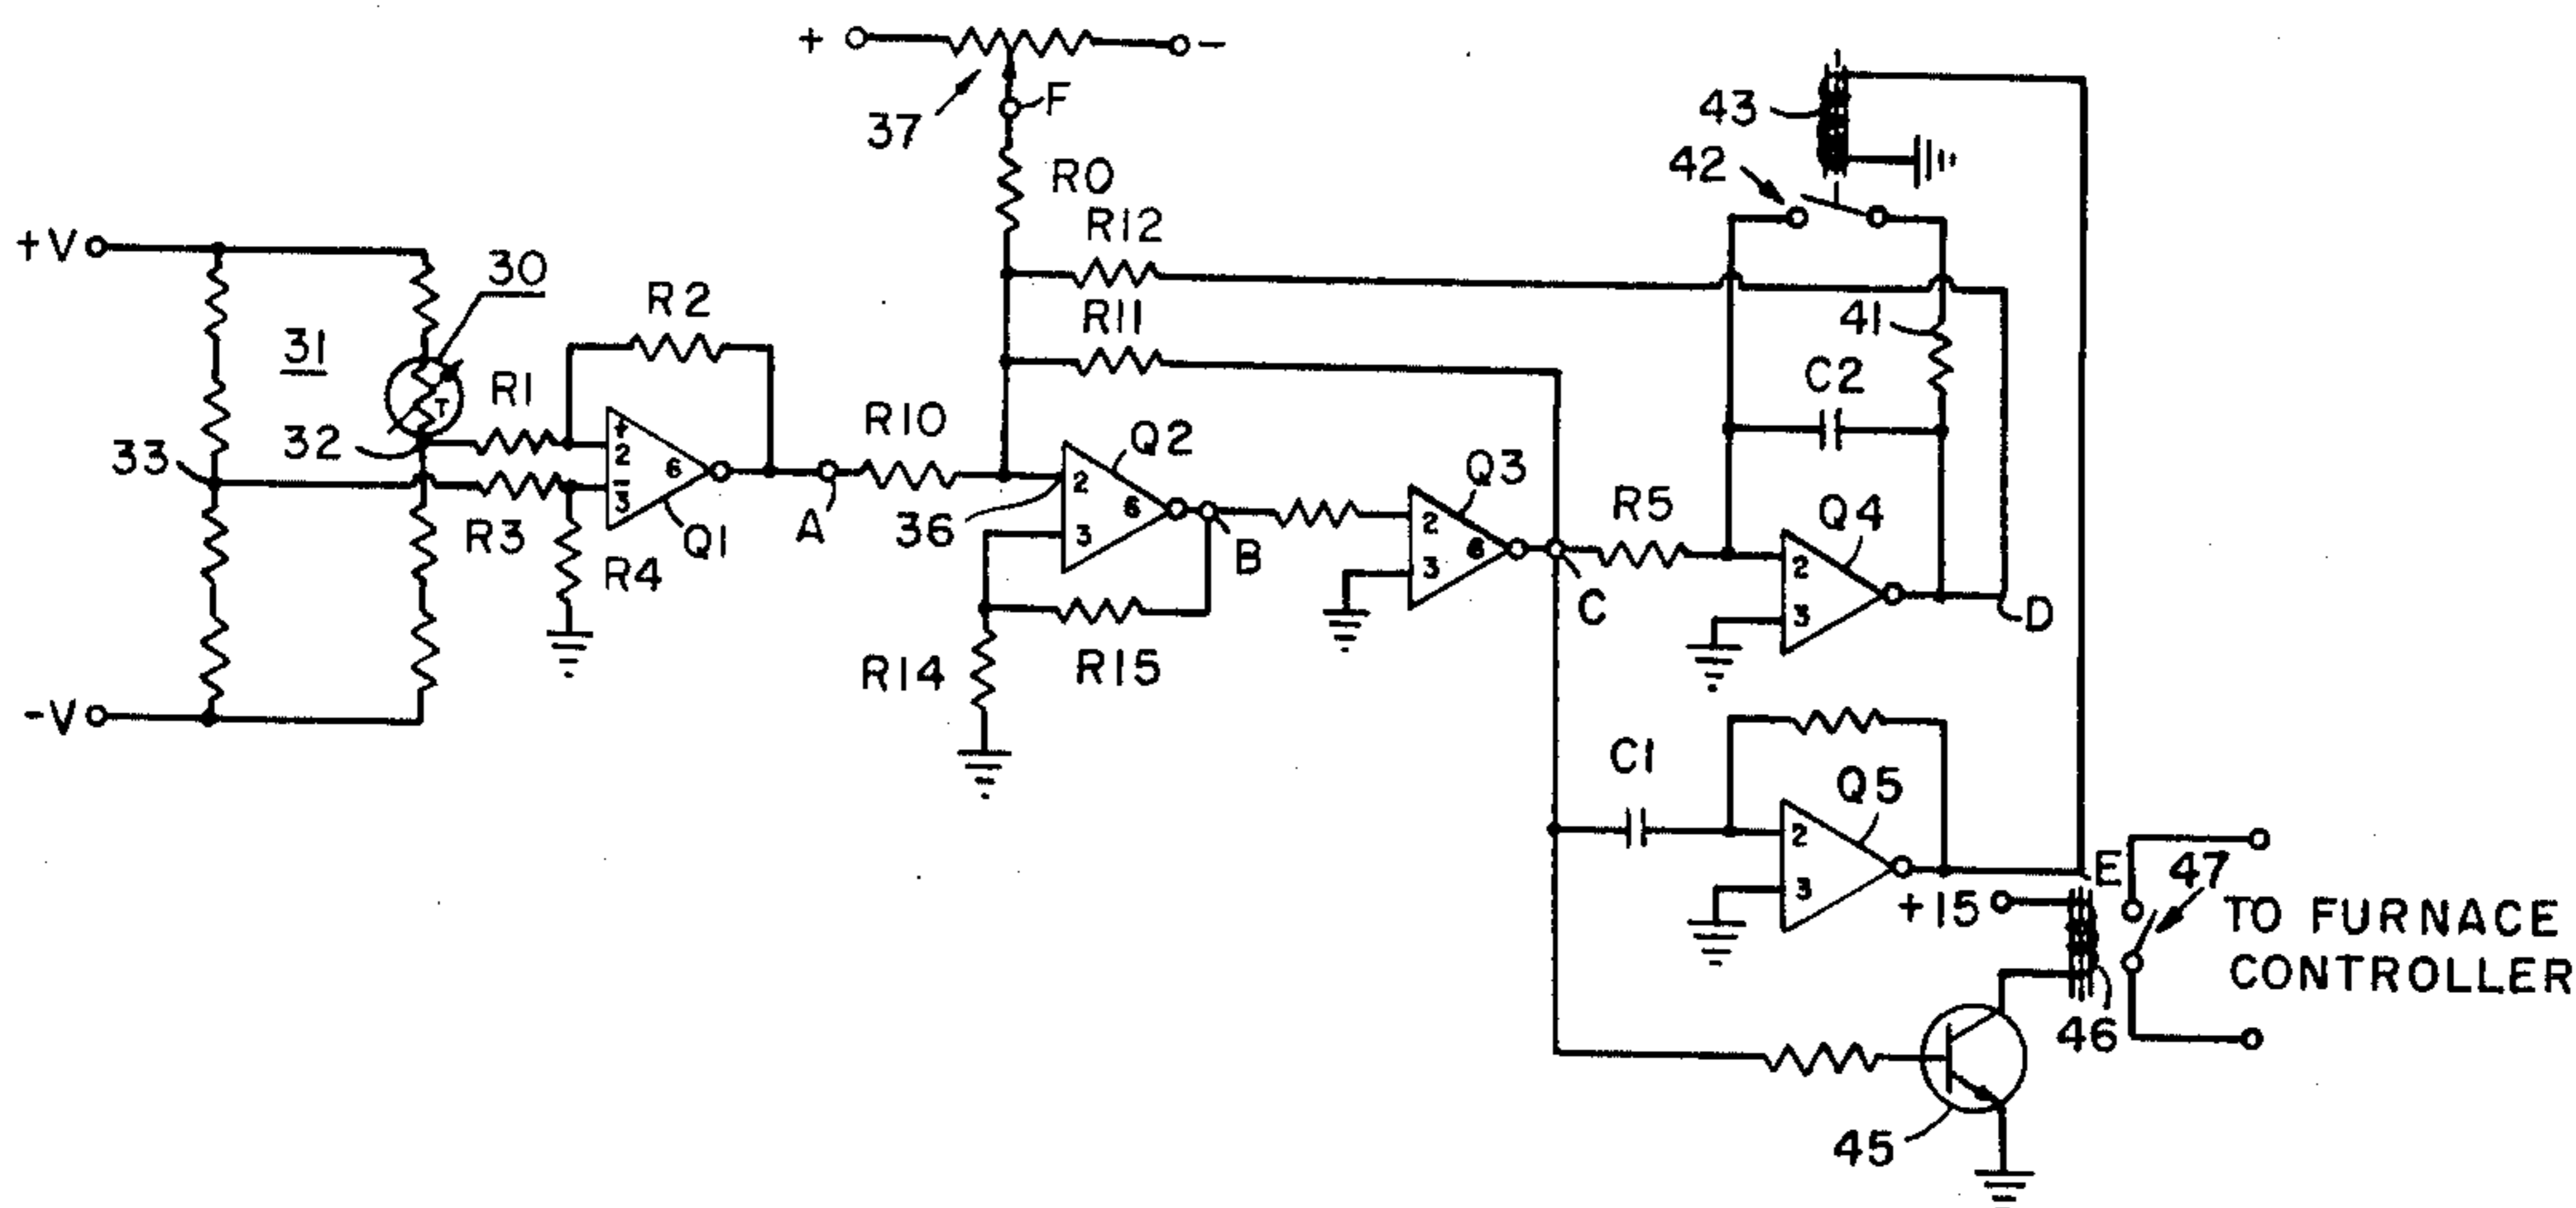 + -
37
F
R0
R12
R11
43
42
+V
30
31
R2
R1
32
33
+
2
-
3
6
R3
R4
Q1
A
R10
36
2
3
6
Q2
B
R14
R15
2
3
6
Q3
C
R5
41
C2
Q4
2
3
D
-V
C1
Q5
2
3
E
+15
47
TO FURNACE
CONTROLLER
46
45
T